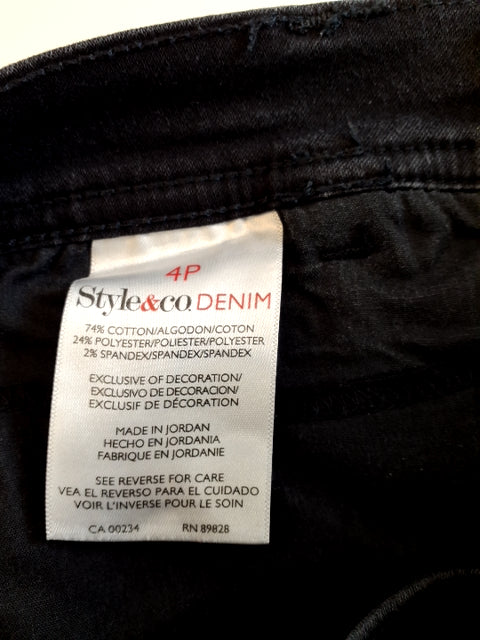 4P
Style&co. DENIM
74% COTTON/ALGODON/COTON
24% POLYESTER/POLIESTER/POLYESTER
2% SPANDEX/SPANDEX/SPANDEX
EXCLUSIVE OF DECORATION/
EXCLUSIVO DE DECORACION/
EXCLUSIF DE DÉCORATION
MADE IN JORDAN
HECHO EN JORDANIA
FABRIQUE EN JORDANIE
SEE REVERSE FOR CARE
VEA EL REVERSO PARA EL CUIDADO
VOIR L'INVERSE POUR LE SOIN
CA 00234 RN 89828